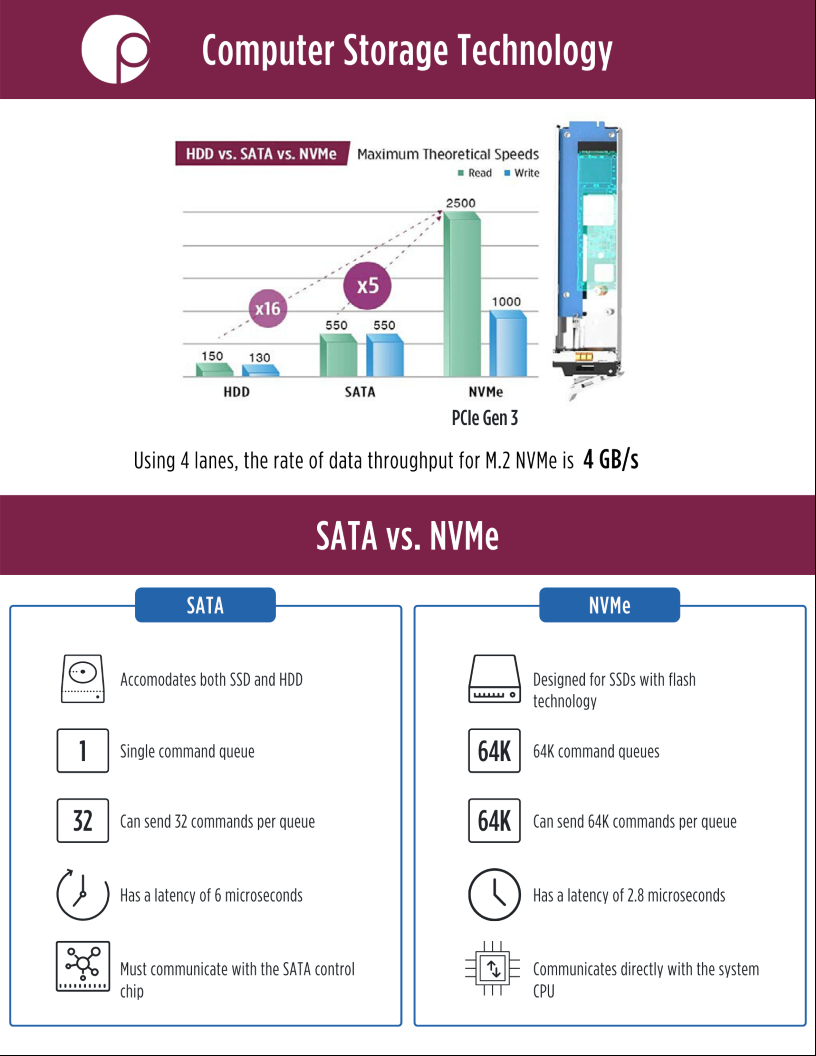 Computer Storage Technology
HDD vs. SATA vs. NVMe Maximum Theoretical Speeds
Read Write
2500
x16
x5
1000
550 550
150 130
HDD SATA NVMe
PCIe Gen 3
Using 4 lanes, the rate of data throughput for M.2 NVMe is 4 GB/s
SATA vs. NVMe
SATA
Accomodates both SSD and HDD
1 Single command queue
32 Can send 32 commands per queue
Has a latency of 6 microseconds
Must communicate with the SATA control
chip
NVMe
Designed for SSDs with flash
technology
64K 64K command queues
64K Can send 64K commands per queue
Has a latency of 2.8 microseconds
Communicates directly with the system
CPU